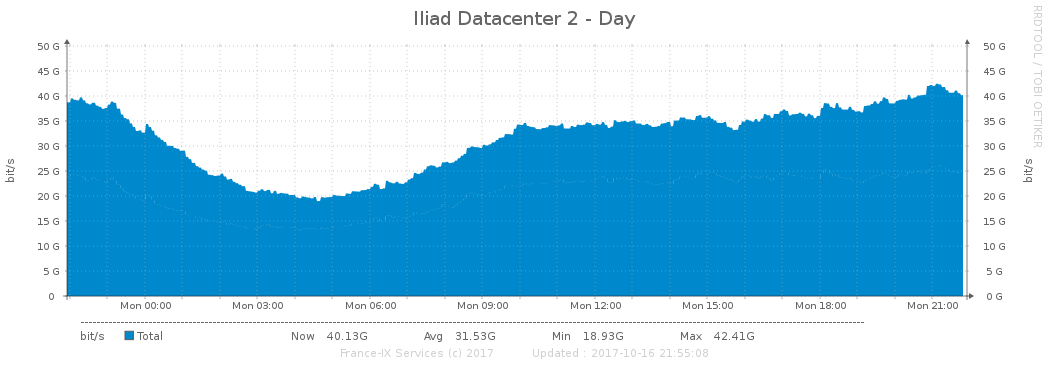 Iliad Datacenter 2 - Day
RRDTOOL / TOBI OETIKER
bit/s
50 G
45 G
40 G
35 G
30 G
25 G
20 G
15 G
10 G
5 G
0
50 G
45 G
40 G
35 G
30 G
25 G
20 G
15 G
10 G
5 G
0 G
bit/s
Mon 00:00 Mon 03:00 Mon 06:00 Mon 09:00 Mon 12:00 Mon 15:00 Mon 18:00 Mon 21:00
bit/s Total Now 40.13G Avg 31.53G Min 18.93G Max 42.41G
France-IX Services (c) 2017 Updated : 2017-10-16 21:55:08